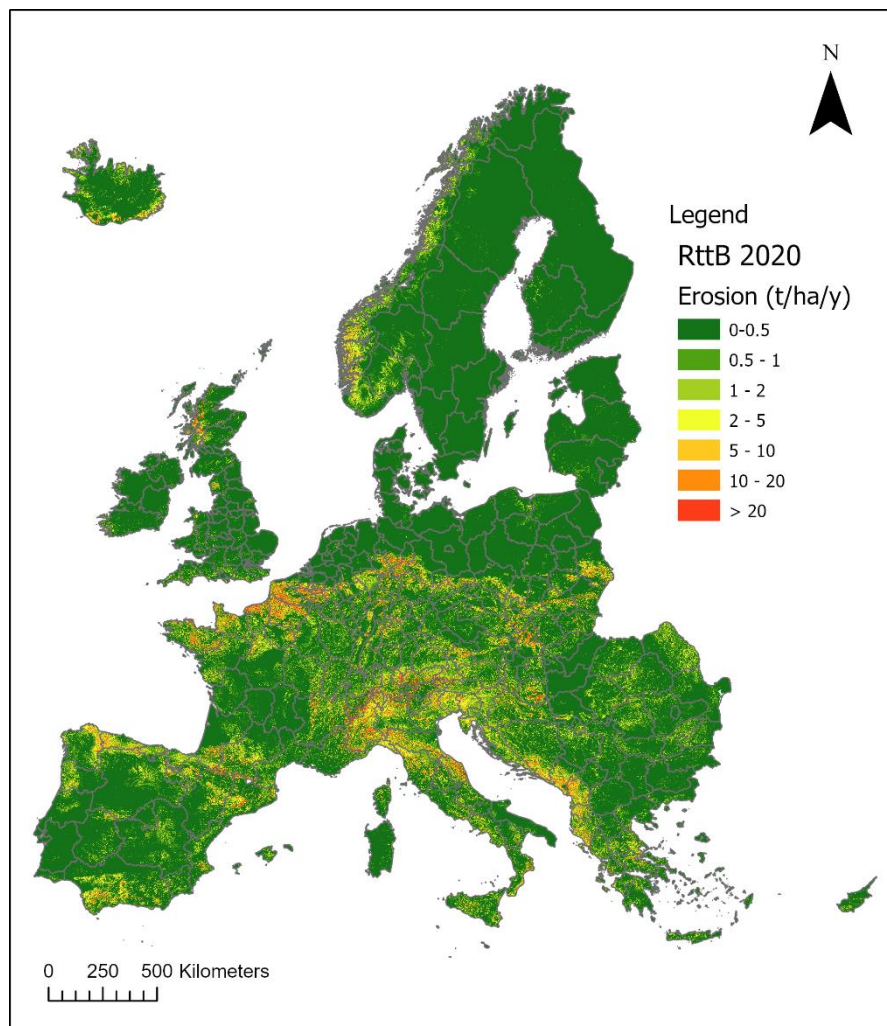 N
Legend
RttB 2020
Erosion (t/ha/y)
0-0.5
0.5 - 1
1 - 2
2 - 5
5 - 10
10 - 20
> 20
0 250 500 Kilometers